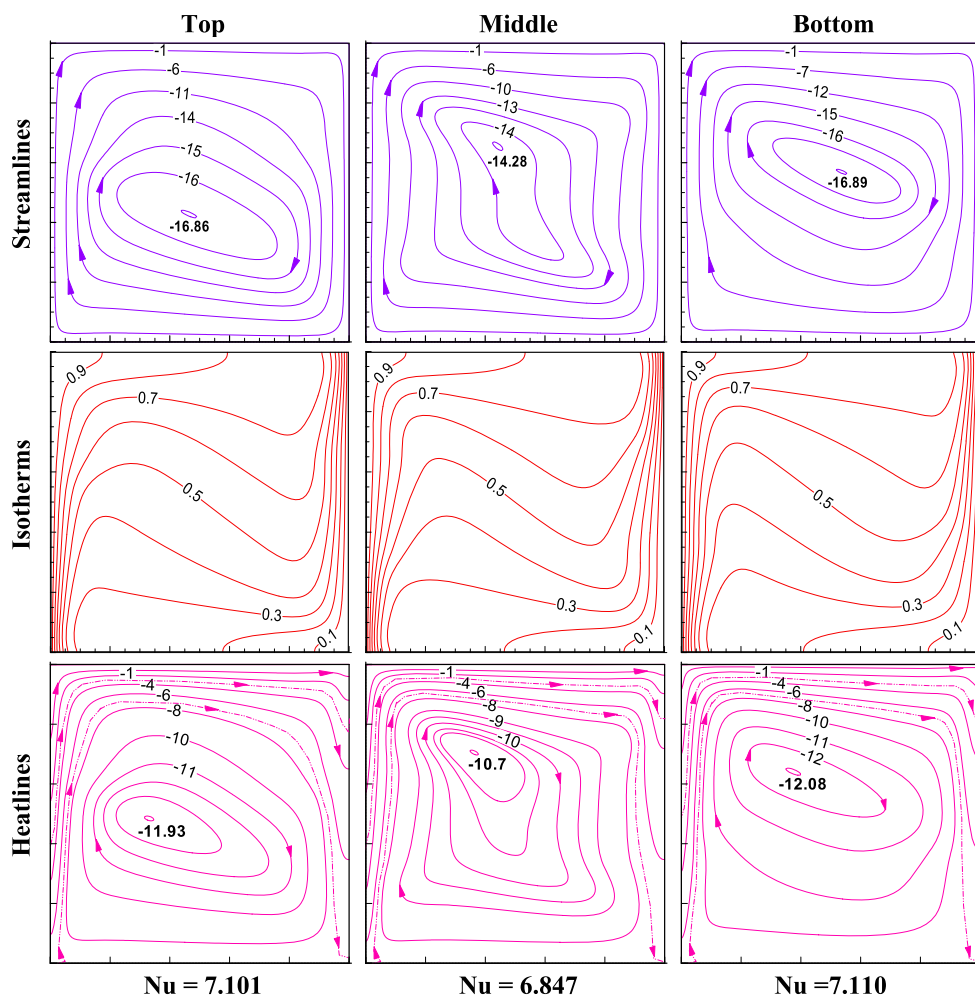 Top Middle Bottom
Streamlines
-1 -1 -1
-6 -6 -7
-11 -10 -12
-14 -13 -15
-15 -14 -16
-16 -14.28 -16.89
-16.86
Isotherms
0.9 0.9 0.9
0.7 0.7 0.7
0.5 0.5 0.5
0.3 0.3 0.3
0.1 0.1 0.1
Heatlines
-1 -1 -1
-4 -4 -4
-6 -6 -6
-8 -8 -8
-10 -9 -10
-11 -10 -11
-11.93 -10.7 -12
-12.08
Nu = 7.101 Nu = 6.847 Nu =7.110